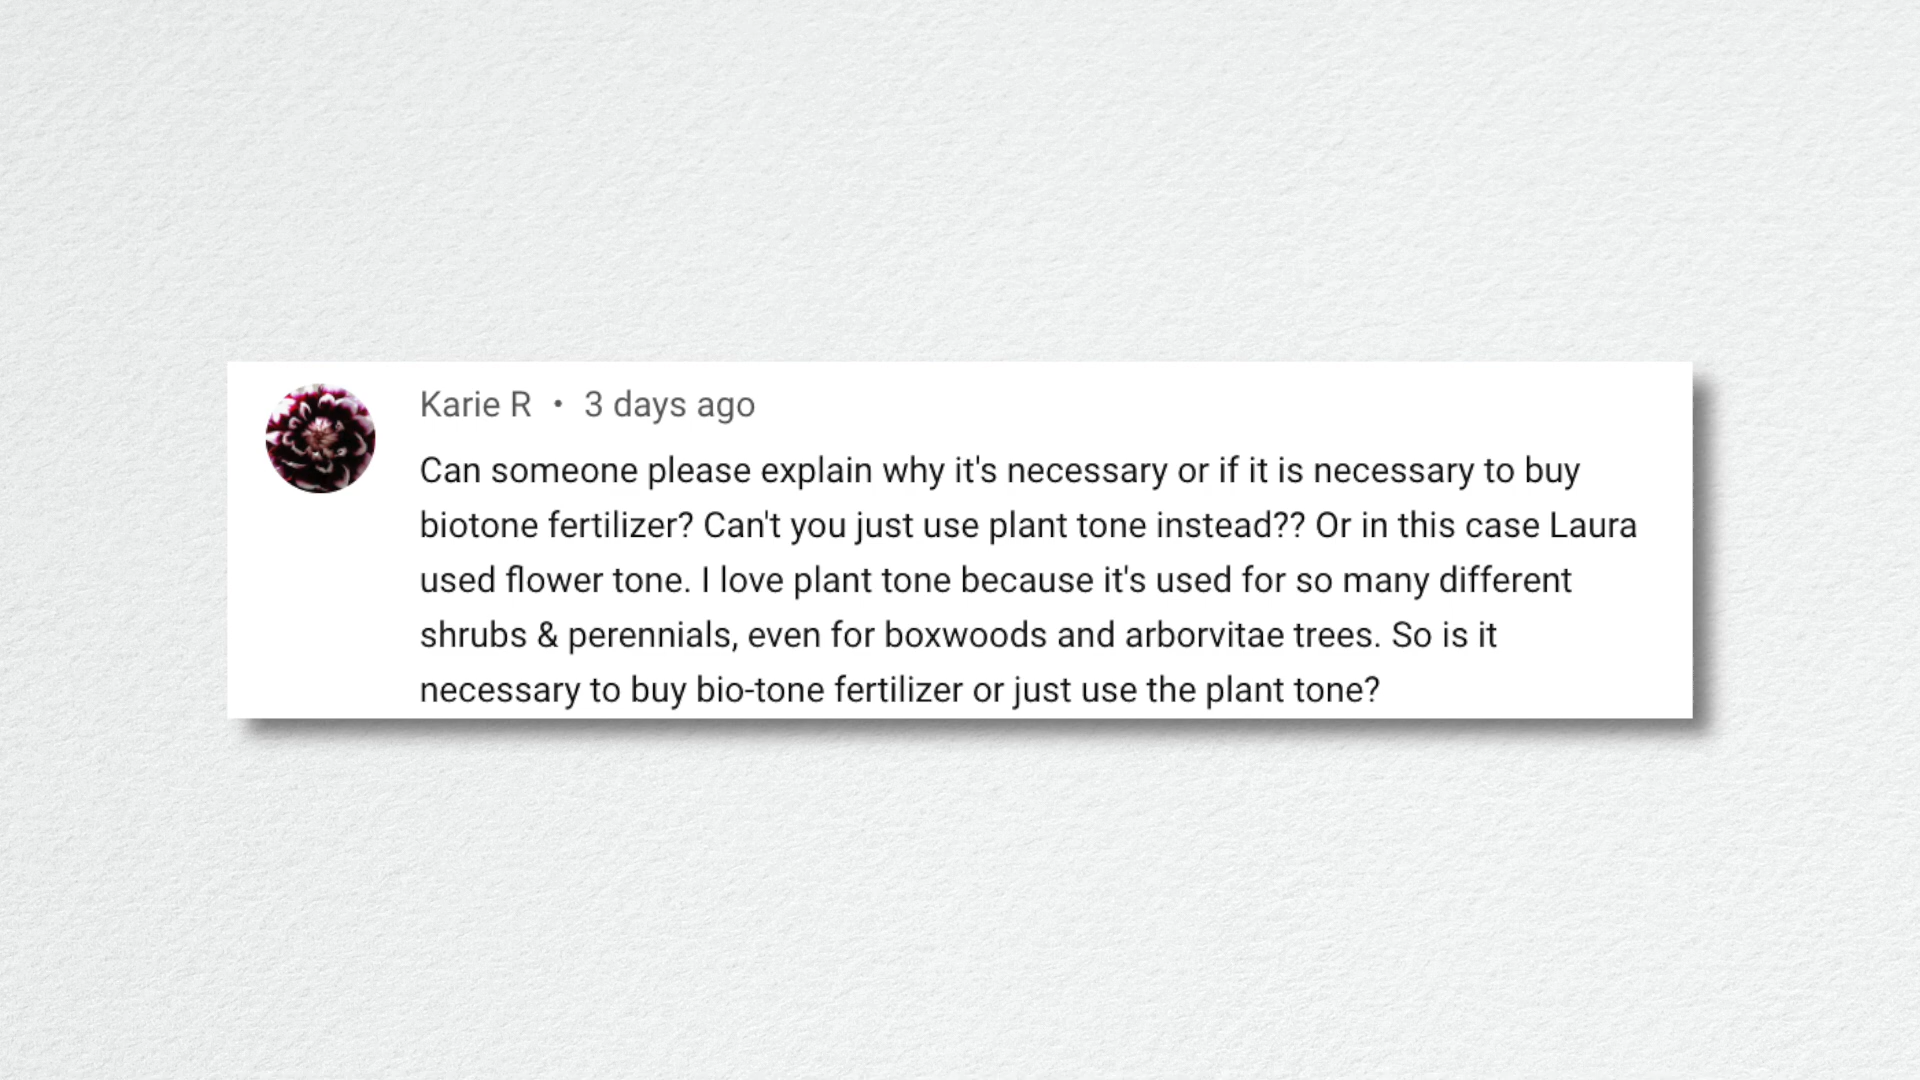 Karie R • 3 days ago
Can someone please explain why it's necessary or if it is necessary to buy
biotone fertilizer? Can't you just use plant tone instead?? Or in this case Laura
used flower tone. I love plant tone because it's used for so many different
shrubs & perennials, even for boxwoods and arborvitae trees. So is it
necessary to buy bio-tone fertilizer or just use the plant tone?